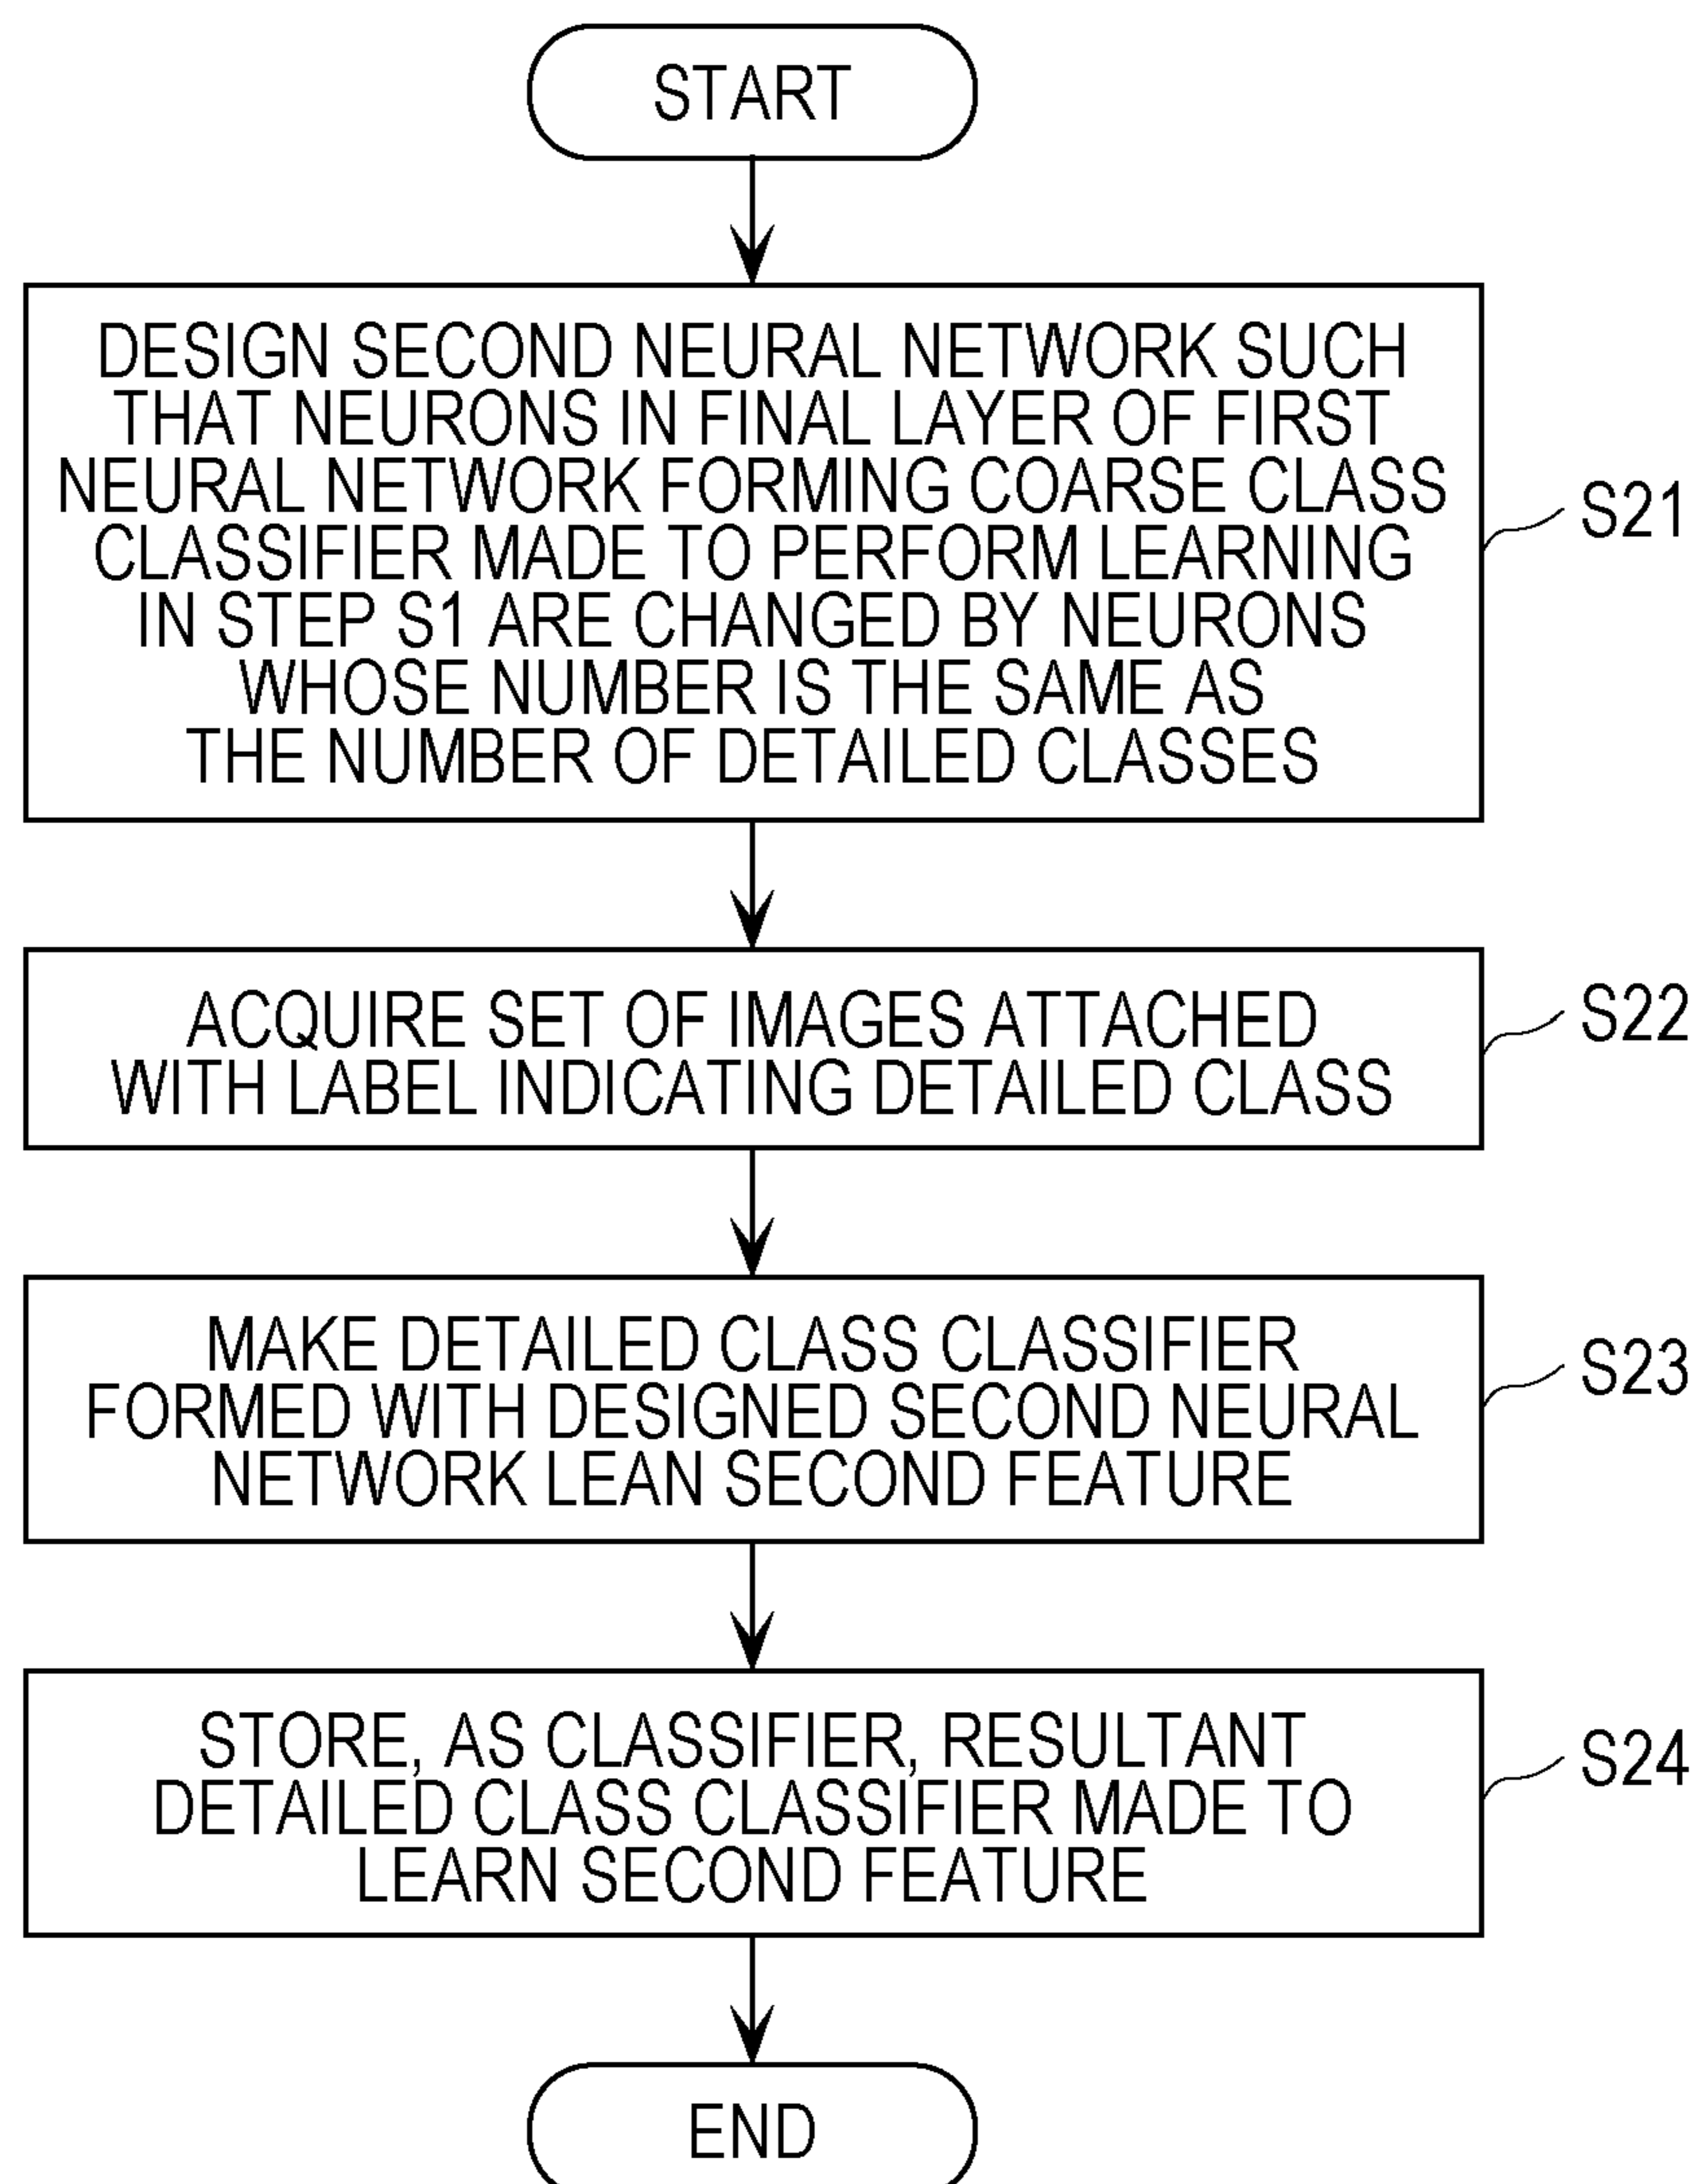 START
DESIGN SECOND NEURAL NETWORK SUCH
THAT NEURONS IN FINAL LAYER OF FIRST
NEURAL NETWORK FORMING COARSE CLASS
CLASSIFIER MADE TO PERFORM LEARNING
IN STEP S1 ARE CHANGED BY NEURONS
WHOSE NUMBER IS THE SAME AS
THE NUMBER OF DETAILED CLASSES
S21
ACQUIRE SET OF IMAGES ATTACHED
WITH LABEL INDICATING DETAILED CLASS
S22
MAKE DETAILED CLASS CLASSIFIER
FORMED WITH DESIGNED SECOND NEURAL
NETWORK LEAN SECOND FEATURE
S23
STORE, AS CLASSIFIER, RESULTANT
DETAILED CLASS CLASSIFIER MADE TO
LEARN SECOND FEATURE
S24
END